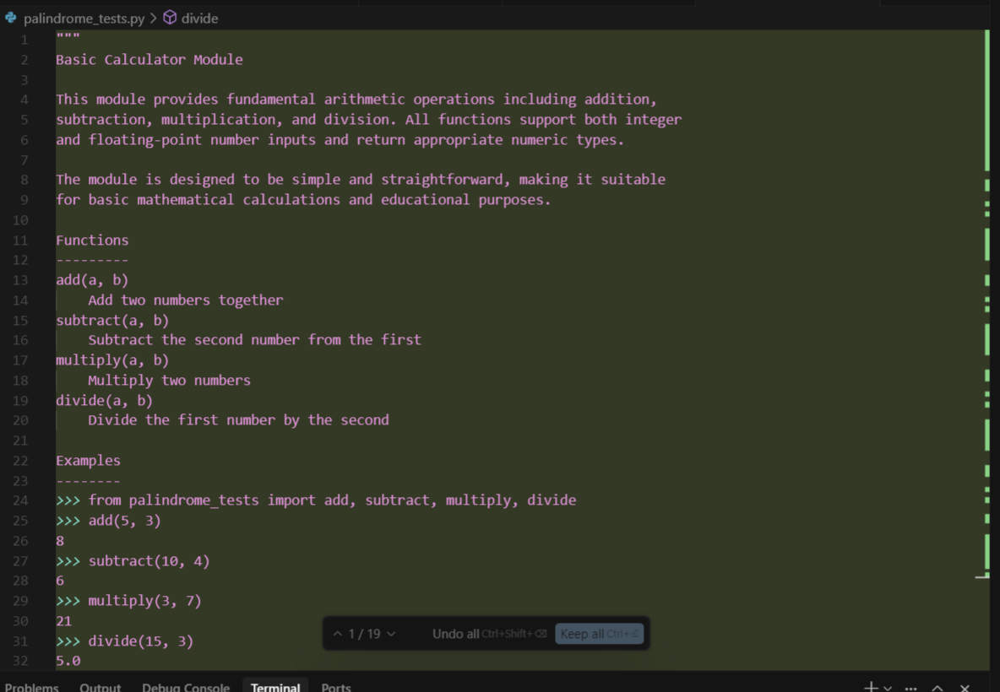 palindrome_tests.py > divide
1 """
2 Basic Calculator Module
3
4 This module provides fundamental arithmetic operations including addition,
5 subtraction, multiplication, and division. All functions support both integer
6 and floating-point number inputs and return appropriate numeric types.
7
8 The module is designed to be simple and straightforward, making it suitable
9 for basic mathematical calculations and educational purposes.
10
11 Functions
12 ---------
13 add(a, b)
14     Add two numbers together
15 subtract(a, b)
16     Subtract the second number from the first
17 multiply(a, b)
18     Multiply two numbers
19 divide(a, b)
20     Divide the first number by the second
21
22 Examples
23 --------
24 >>> from palindrome_tests import add, subtract, multiply, divide
25 >>> add(5, 3)
26 8
27 >>> subtract(10, 4)
28 6
29 >>> multiply(3, 7)
30 21
31 >>> divide(15, 3)
32 5.0
1 / 19 Undo all Ctrl+Shift+⌫ Keep all Ctrl+⏎
Problems Output Debug Console Terminal Ports